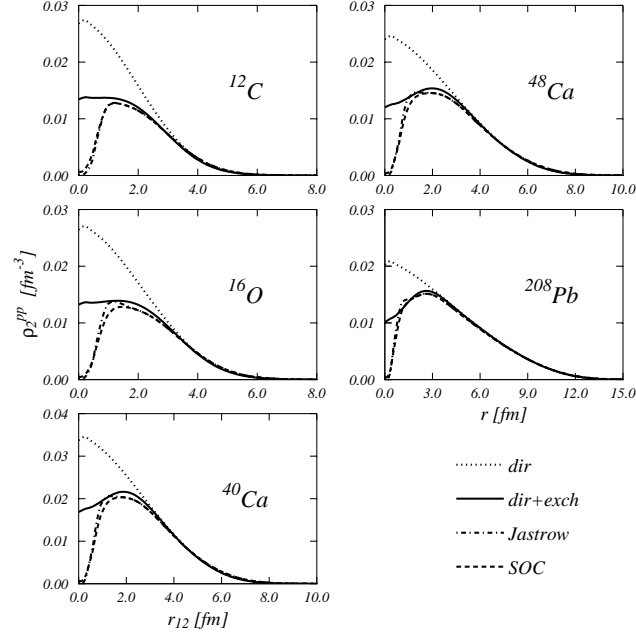 0.03
0.02
0.01
0.00
0.0 2.0 4.0 6.0 8.0
¹²C
0.03
0.02
0.01
0.00
0.0 2.0 4.0 6.0 8.0 10.0
⁴⁸Ca
0.03
0.02
0.01
0.00
0.0 2.0 4.0 6.0 8.0
¹⁶O
ρ₂ᵖᵖ [fm⁻³]
0.03
0.02
0.01
0.00
0.0 3.0 6.0 9.0 12.0 15.0
²⁰⁸Pb
r [fm]
0.04
0.03
0.02
0.01
0.00
0.0 2.0 4.0 6.0 8.0 10.0
⁴⁰Ca
r₁₂ [fm]
dir
dir+exch
Jastrow
SOC